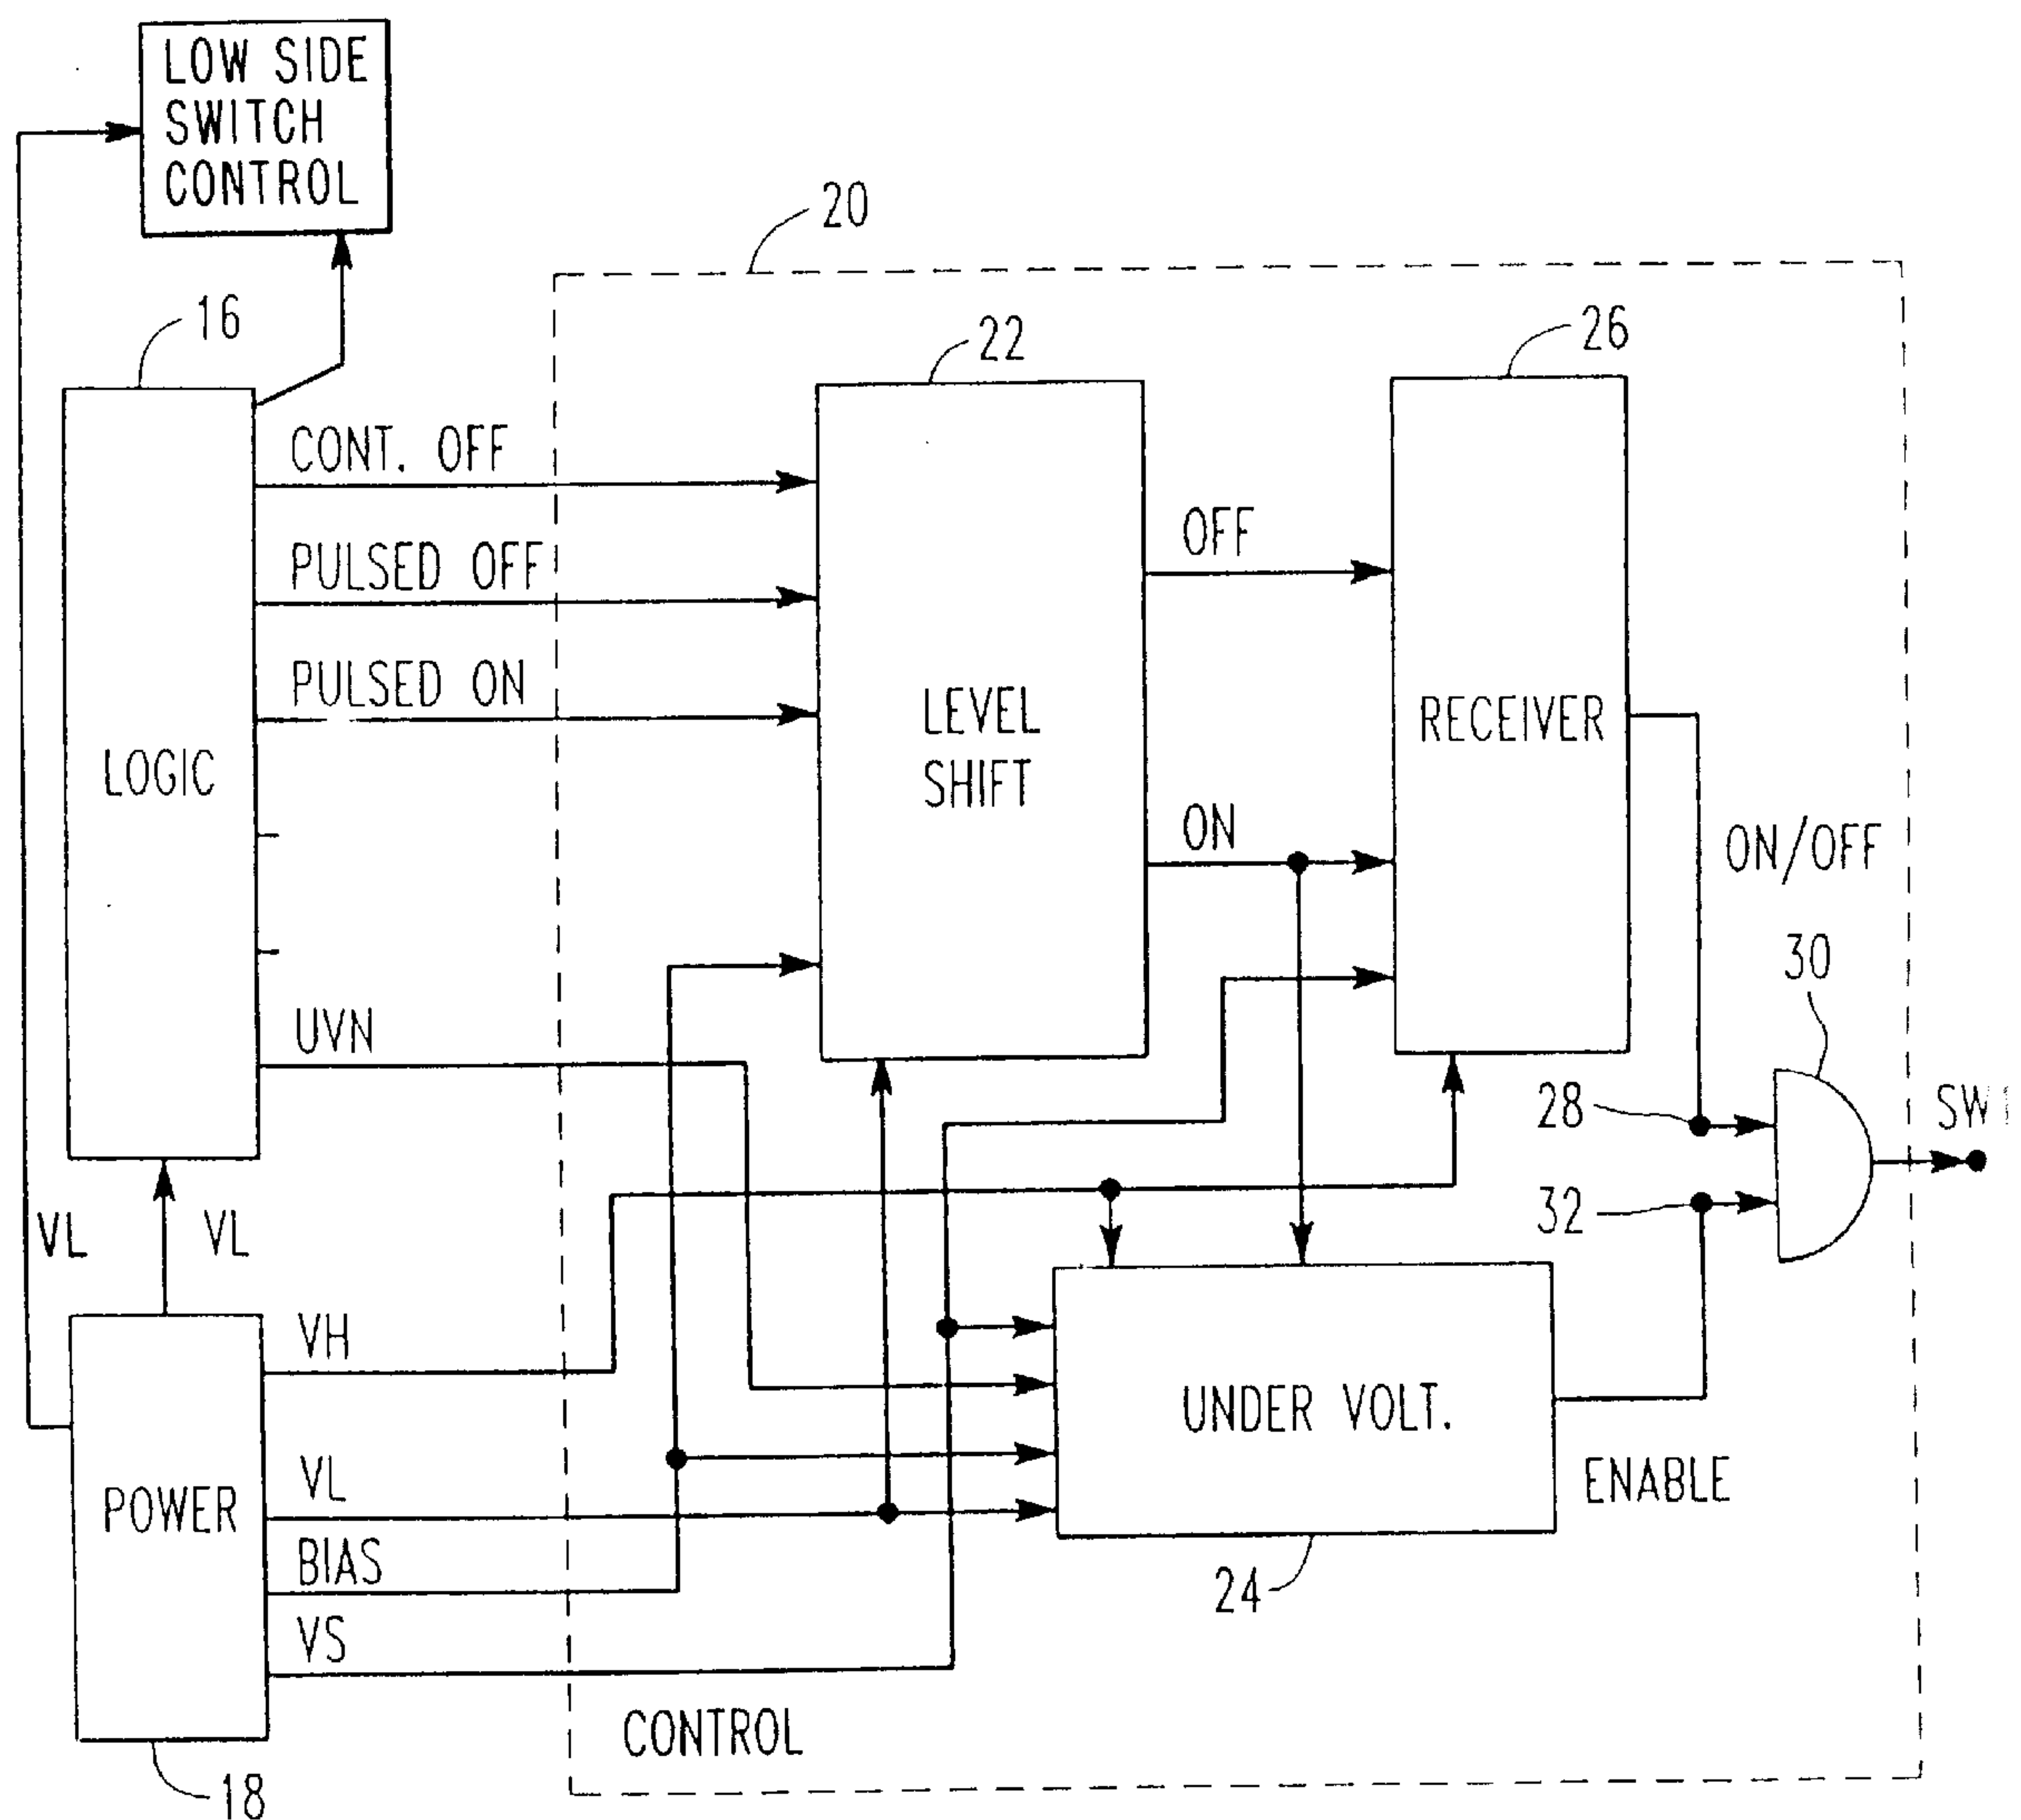 LOW SIDE
SWITCH
CONTROL
20
16
22
26
CONT. OFF
PULSED OFF
PULSED ON
OFF
LEVEL
SHIFT
RECEIVER
LOGIC
ON
ON/OFF
30
UVN
28
SW1
32
VL
VL
VH
UNDER VOLT.
VL
POWER
ENABLE
BIAS
24
VS
CONTROL
18